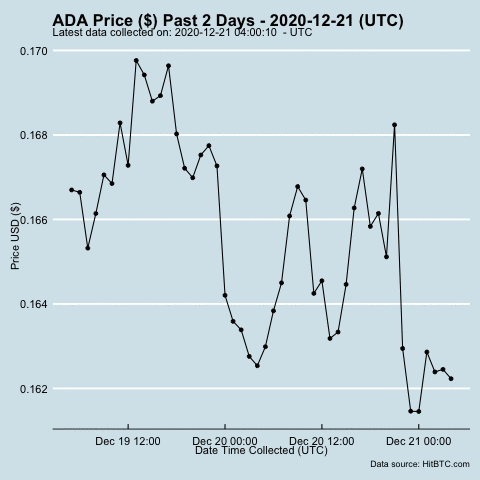 ADA Price ($) Past 2 Days - 2020-12-21 (UTC)
Latest data collected on: 2020-12-21 04:00:10 - UTC
0.170
0.168
0.166
0.164
0.162
Price USD ($)
Dec 19 12:00 Dec 20 00:00 Dec 20 12:00 Dec 21 00:00
Date Time Collected (UTC)
Data source: HitBTC.com